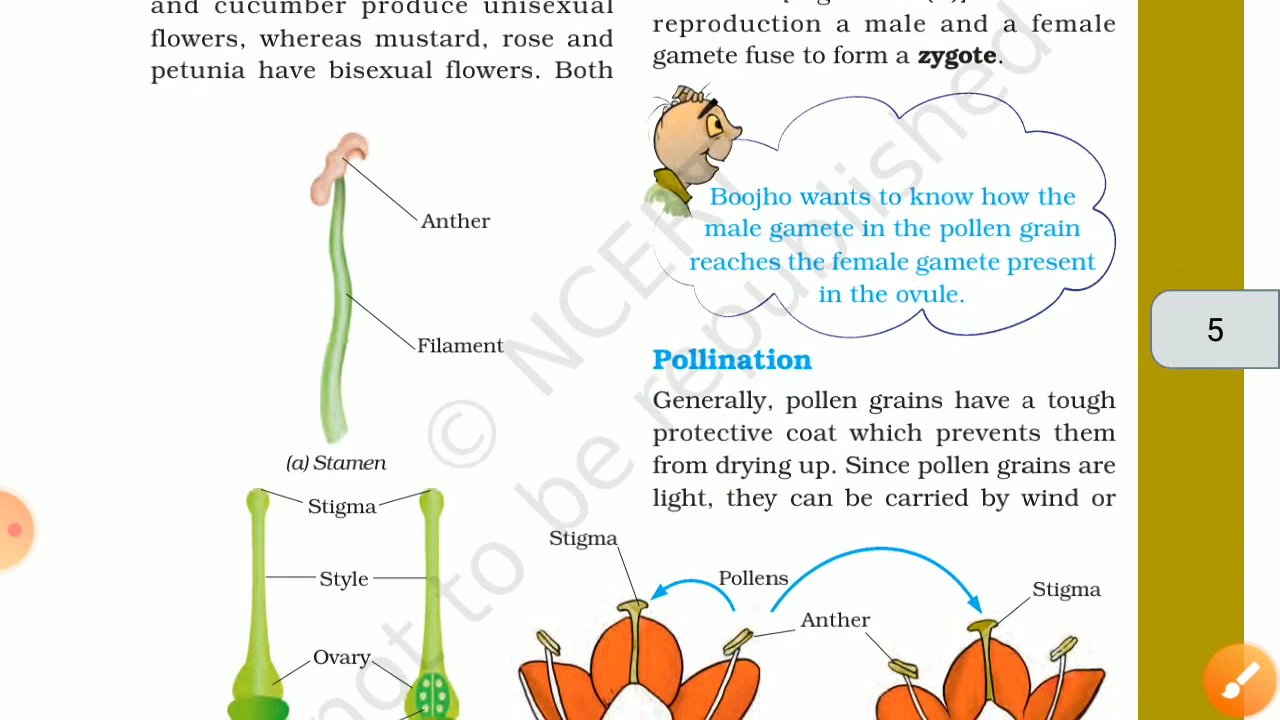 and cucumber produce unisexual
flowers, whereas mustard, rose and
petunia have bisexual flowers. Both
Anther
Filament
(a) Stamen
Stigma
Style
Ovary
reproduction a male and a female
gamete fuse to form a zygote.
Boojho wants to know how the
male gamete in the pollen grain
reaches the female gamete present
in the ovule.
Pollination
Generally, pollen grains have a tough
protective coat which prevents them
from drying up. Since pollen grains are
light, they can be carried by wind or
Stigma
Pollens
Anther
Stigma
© NCERT
not to be republished
5